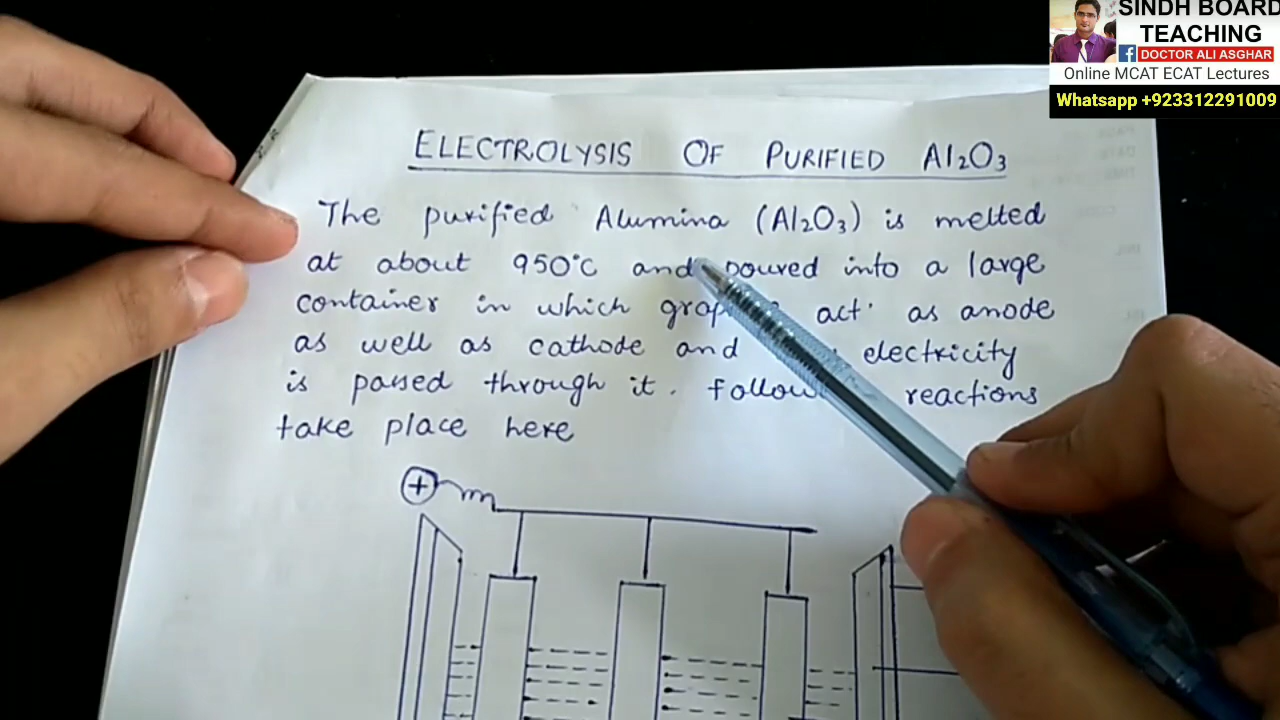 SINDH BOARD
TEACHING
f DOCTOR ALI ASGHAR
Online MCAT ECAT Lectures
Whatsapp +923312291009
ELECTROLYSIS OF PURIFIED Al₂O₃
The purified Alumina (Al₂O₃) is melted
at about 950°C and poured into a large
container in which act as anode
as well as cathode and electricity
is passed through it. reactions
take place here
+